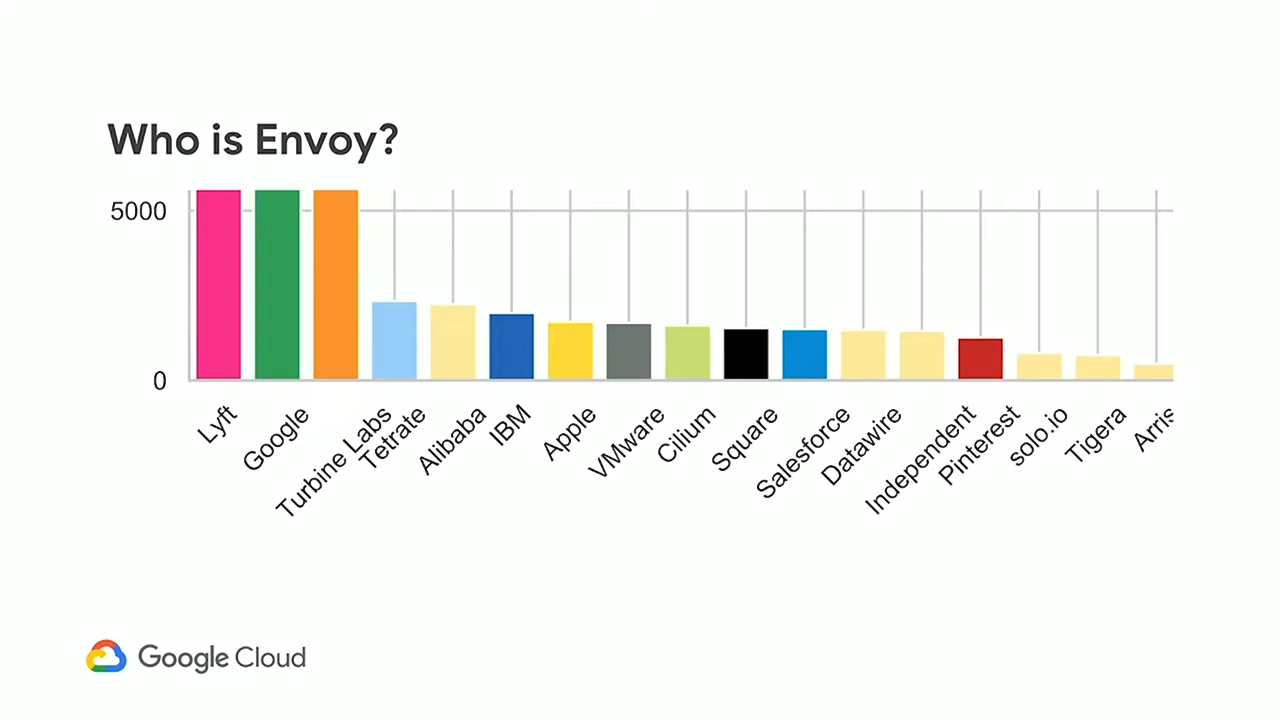 Who is Envoy?
5000
0
Lyft
Google
Turbine Labs
Tetrate
Alibaba
IBM
Apple
VMware
Cilium
Square
Salesforce
Datawire
Independent
Pinterest
solo.io
Tigera
Arris
Google Cloud